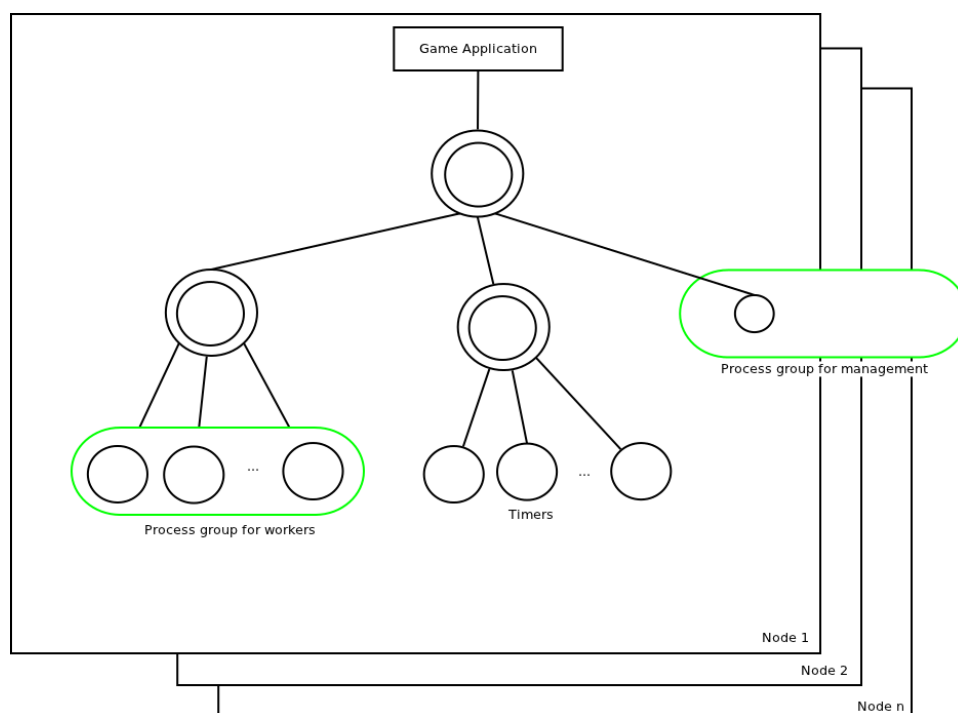 Game Application
Process group for management
...
...
Process group for workers
Timers
Node 1
Node 2
Node n